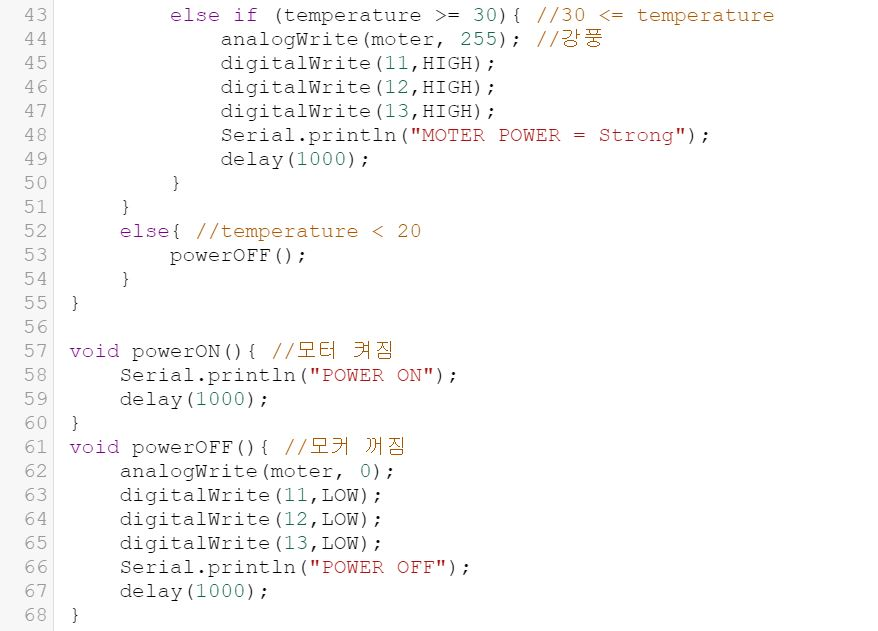 43 else if (temperature >= 30){ //30 <= temperature
44 analogWrite(moter, 255); //강풍
45 digitalWrite(11,HIGH);
46 digitalWrite(12,HIGH);
47 digitalWrite(13,HIGH);
48 Serial.println("MOTER POWER = Strong");
49 delay(1000);
50 }
51 }
52 else{ //temperature < 20
53 powerOFF();
54 }
55 }
56
57 void powerON(){ //모터 켜짐
58 Serial.println("POWER ON");
59 delay(1000);
60 }
61 void powerOFF(){ //모커 꺼짐
62 analogWrite(moter, 0);
63 digitalWrite(11,LOW);
64 digitalWrite(12,LOW);
65 digitalWrite(13,LOW);
66 Serial.println("POWER OFF");
67 delay(1000);
68 }